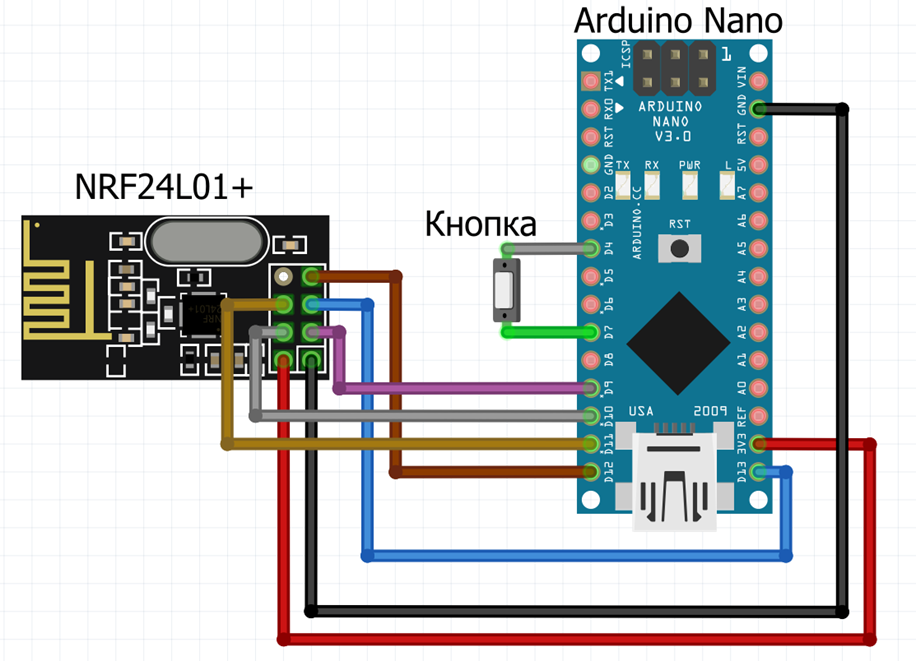 Arduino Nano
NRF24L01+
Кнопка
ICSP
1
TX1
RX0
RST
GND
D2
D3
D4
D5
D6
D7
D8
D9
D10
D11
D12
ARDUINO
NANO
V3.0
TX
RX
PWR
L
ARDUINO.CC
RST
USA
2009
VIN
GND
RST
5V
A7
A6
A5
A4
A3
A2
A1
A0
REF
3V3
D13